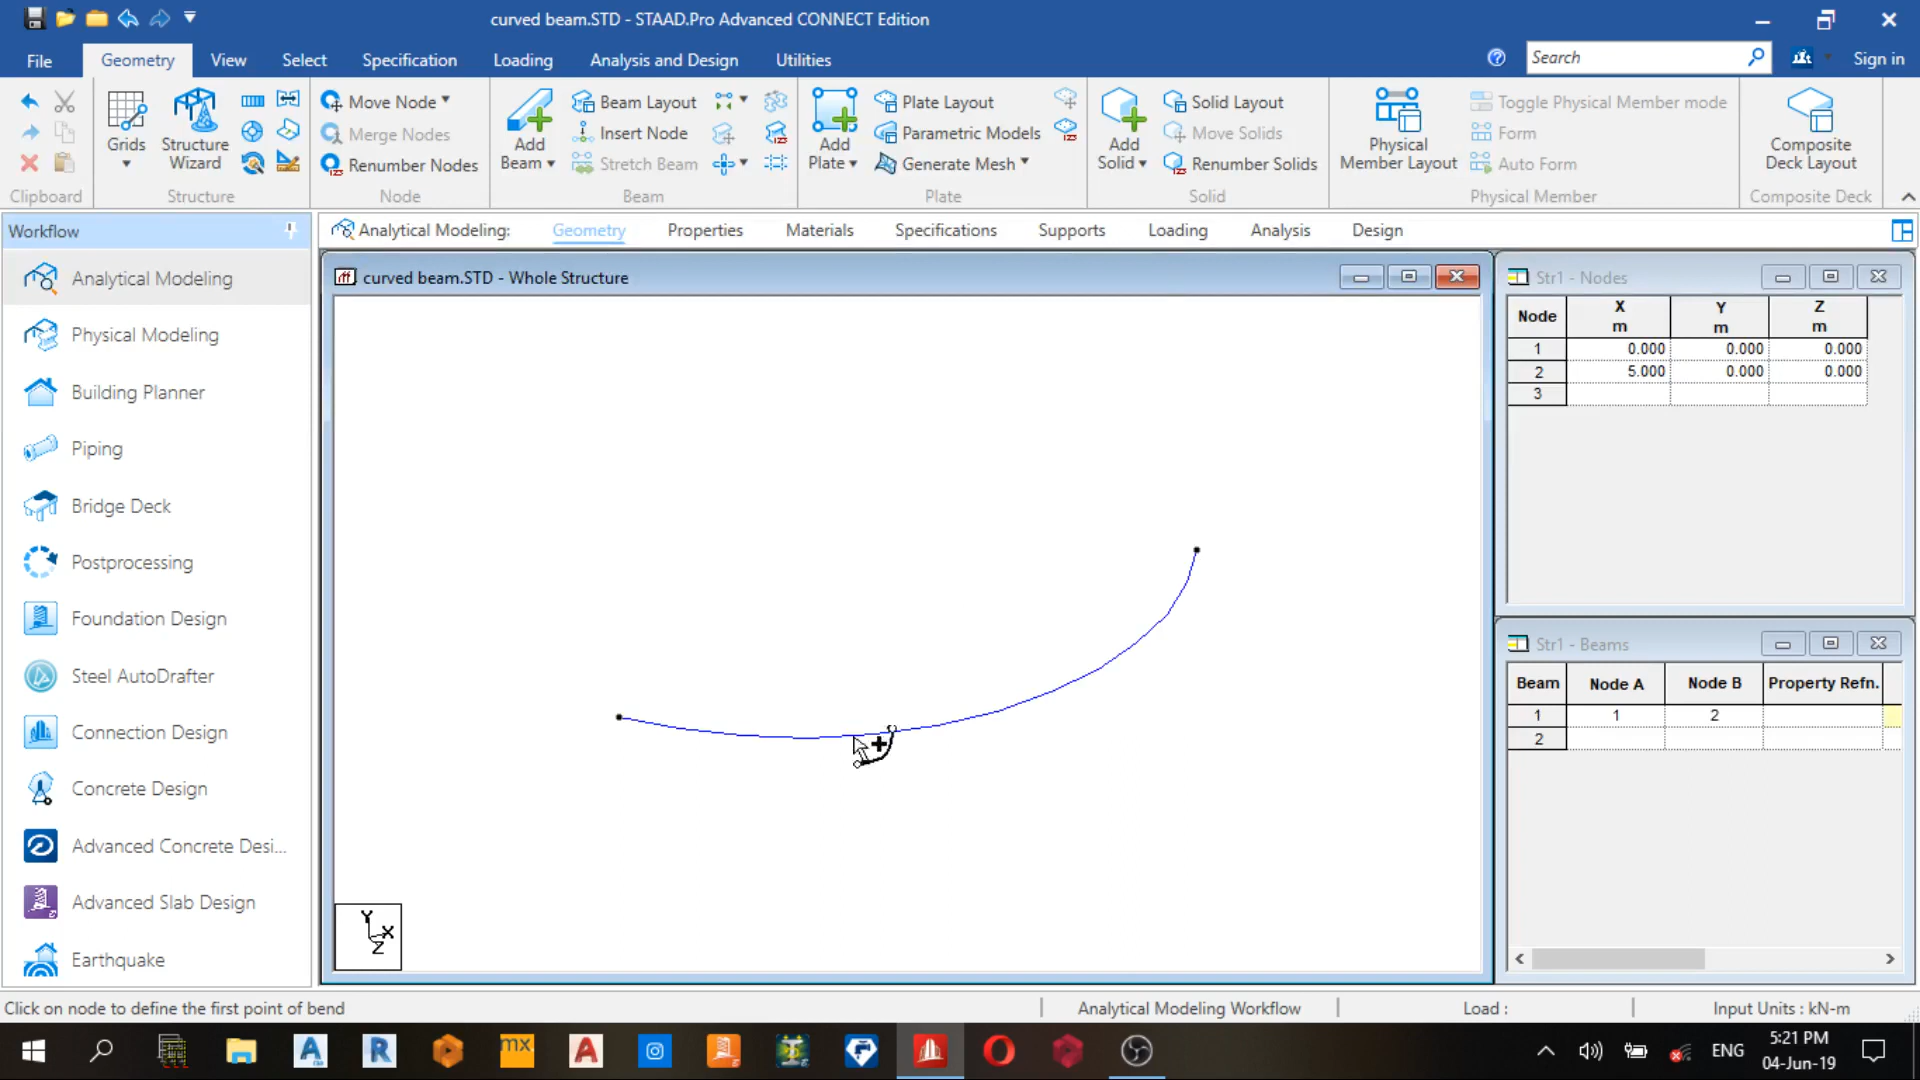 curved beam.STD - STAAD.Pro Advanced CONNECT Edition
File Geometry View Select Specification Loading Analysis and Design Utilities Search Sign in
Move Node Beam Layout Plate Layout Solid Layout Toggle Physical Member mode
Merge Nodes Insert Node Parametric Models Move Solids Form
Renumber Nodes Stretch Beam Generate Mesh Renumber Solids Auto Form
Grids Structure Wizard Add Beam Add Plate Add Solid Physical Member Layout Composite Deck Layout
Clipboard Structure Node Beam Plate Solid Physical Member Composite Deck
Workflow
Analytical Modeling: Geometry Properties Materials Specifications Supports Loading Analysis Design
Analytical Modeling
Physical Modeling
Building Planner
Piping
Bridge Deck
Postprocessing
Foundation Design
Steel AutoDrafter
Connection Design
Concrete Design
Advanced Concrete Desi...
Advanced Slab Design
Earthquake
curved beam.STD - Whole Structure
Y
X
Z
Str1 - Nodes
Node X m Y m Z m
1 0.000 0.000 0.000
2 5.000 0.000 0.000
3
Str1 - Beams
Beam Node A Node B Property Refn.
1 1 2
2
Click on node to define the first point of bend Analytical Modeling Workflow Load : Input Units : kN-m
mx
ENG
5:21 PM
04-Jun-19